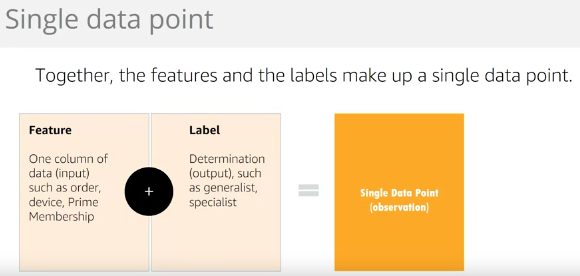 Single data point
Together, the features and the labels make up a single data point.
Feature
One column of
data (input)
such as order,
device, Prime
Membership
+
Label
Determination
(output), such
as generalist,
specialist
=
Single Data Point
(observation)